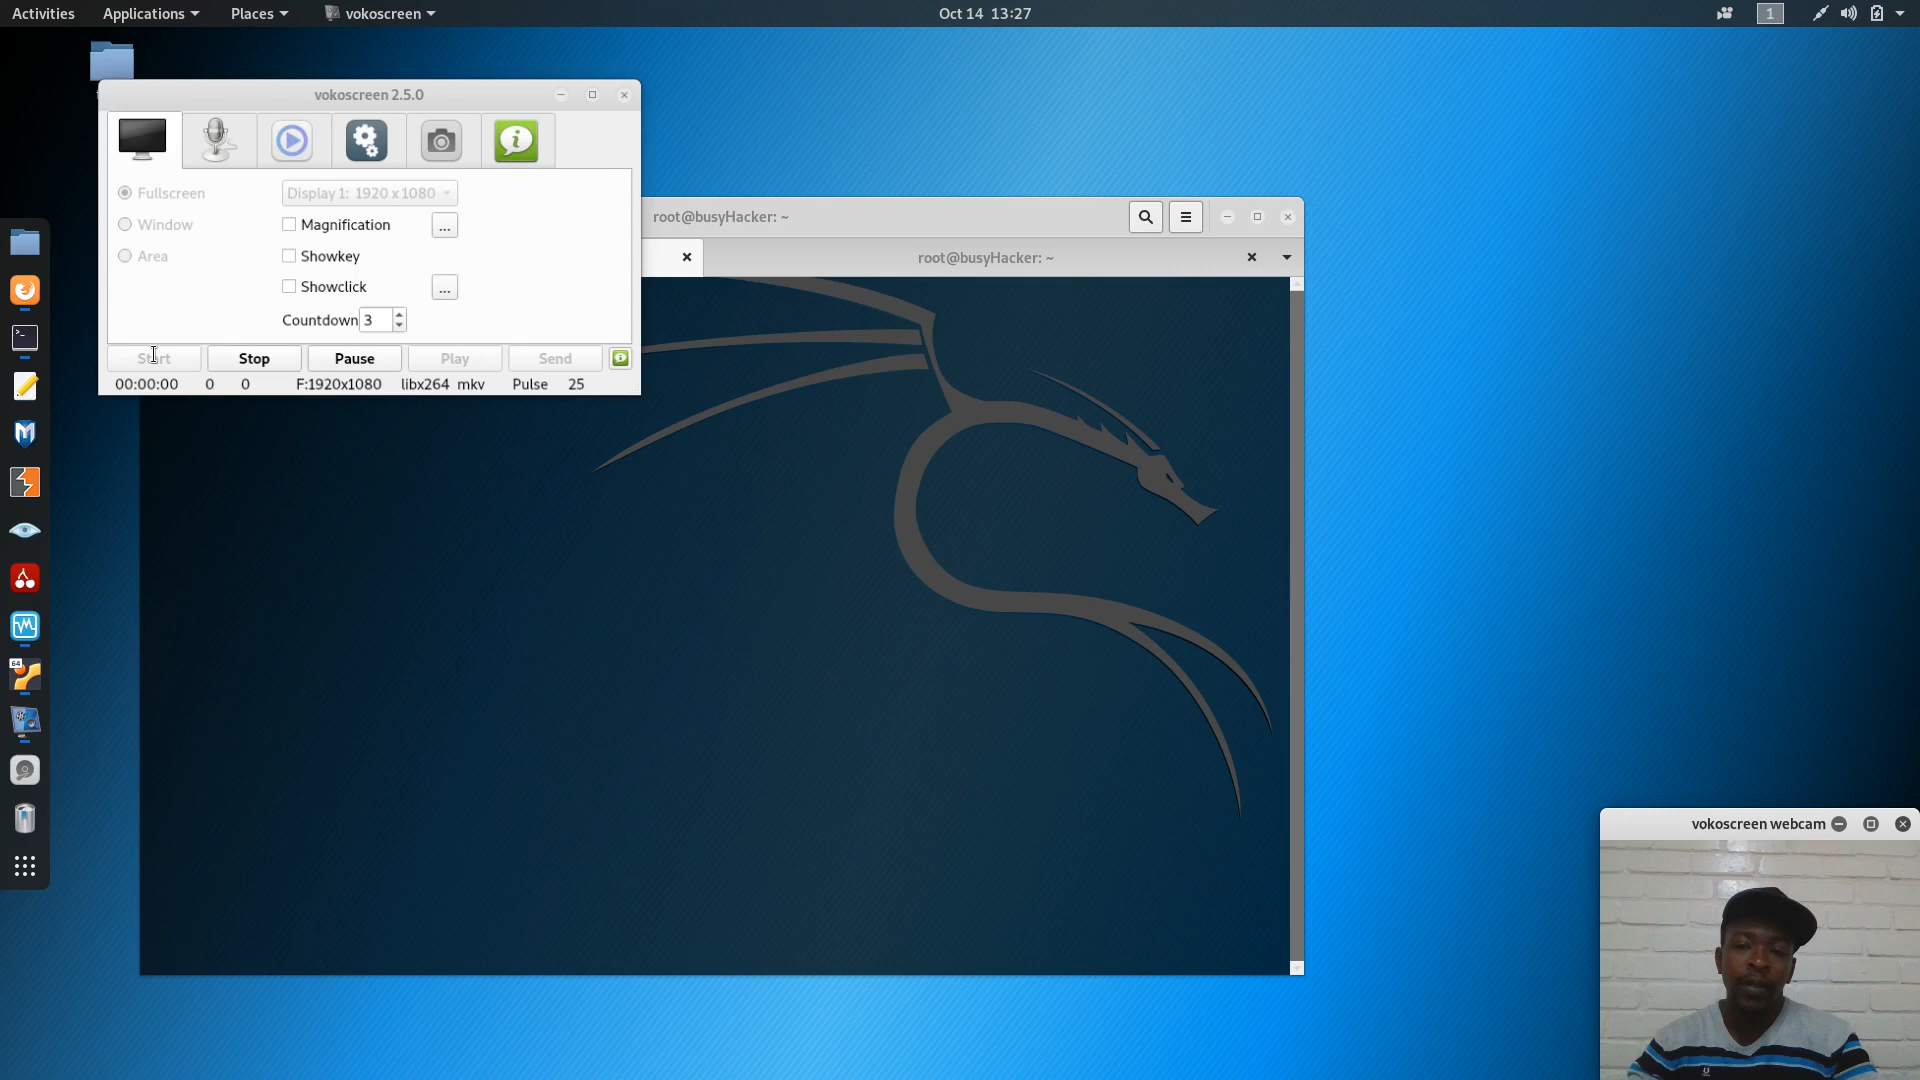 Activities Applications Places vokoscreen Oct 14 13:27 1
vokoscreen 2.5.0
Fullscreen Display 1: 1920 x 1080
Window Magnification ...
Area Showkey
Showclick ...
Countdown 3
Start Stop Pause Play Send
00:00:00 0 0 F:1920x1080 libx264 mkv Pulse 25
root@busyHacker: ~
root@busyHacker: ~
64
vokoscreen webcam